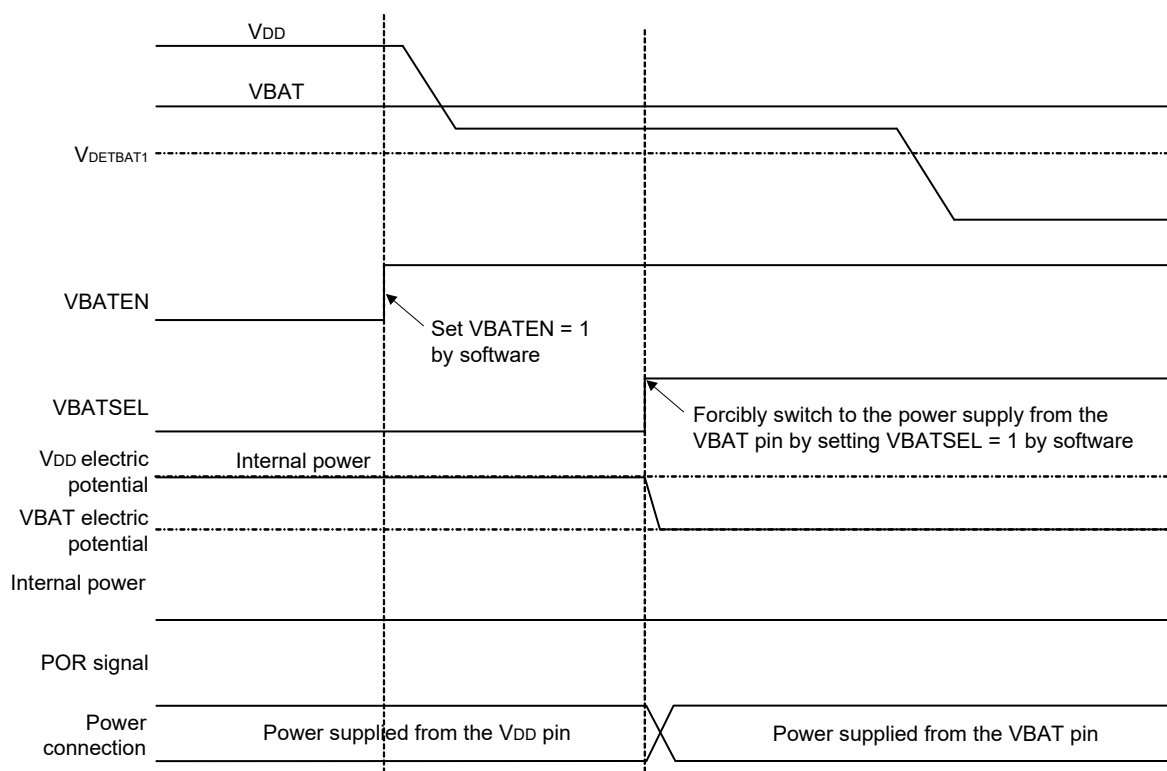 VDD
VBAT
VDETBAT1
VBATEN
Set VBATEN = 1
by software
VBATSEL
Forcibly switch to the power supply from the
VBAT pin by setting VBATSEL = 1 by software
VDD electric
potential
Internal power
VBAT electric
potential
Internal power
POR signal
Power
connection
Power supplied from the VDD pin
Power supplied from the VBAT pin